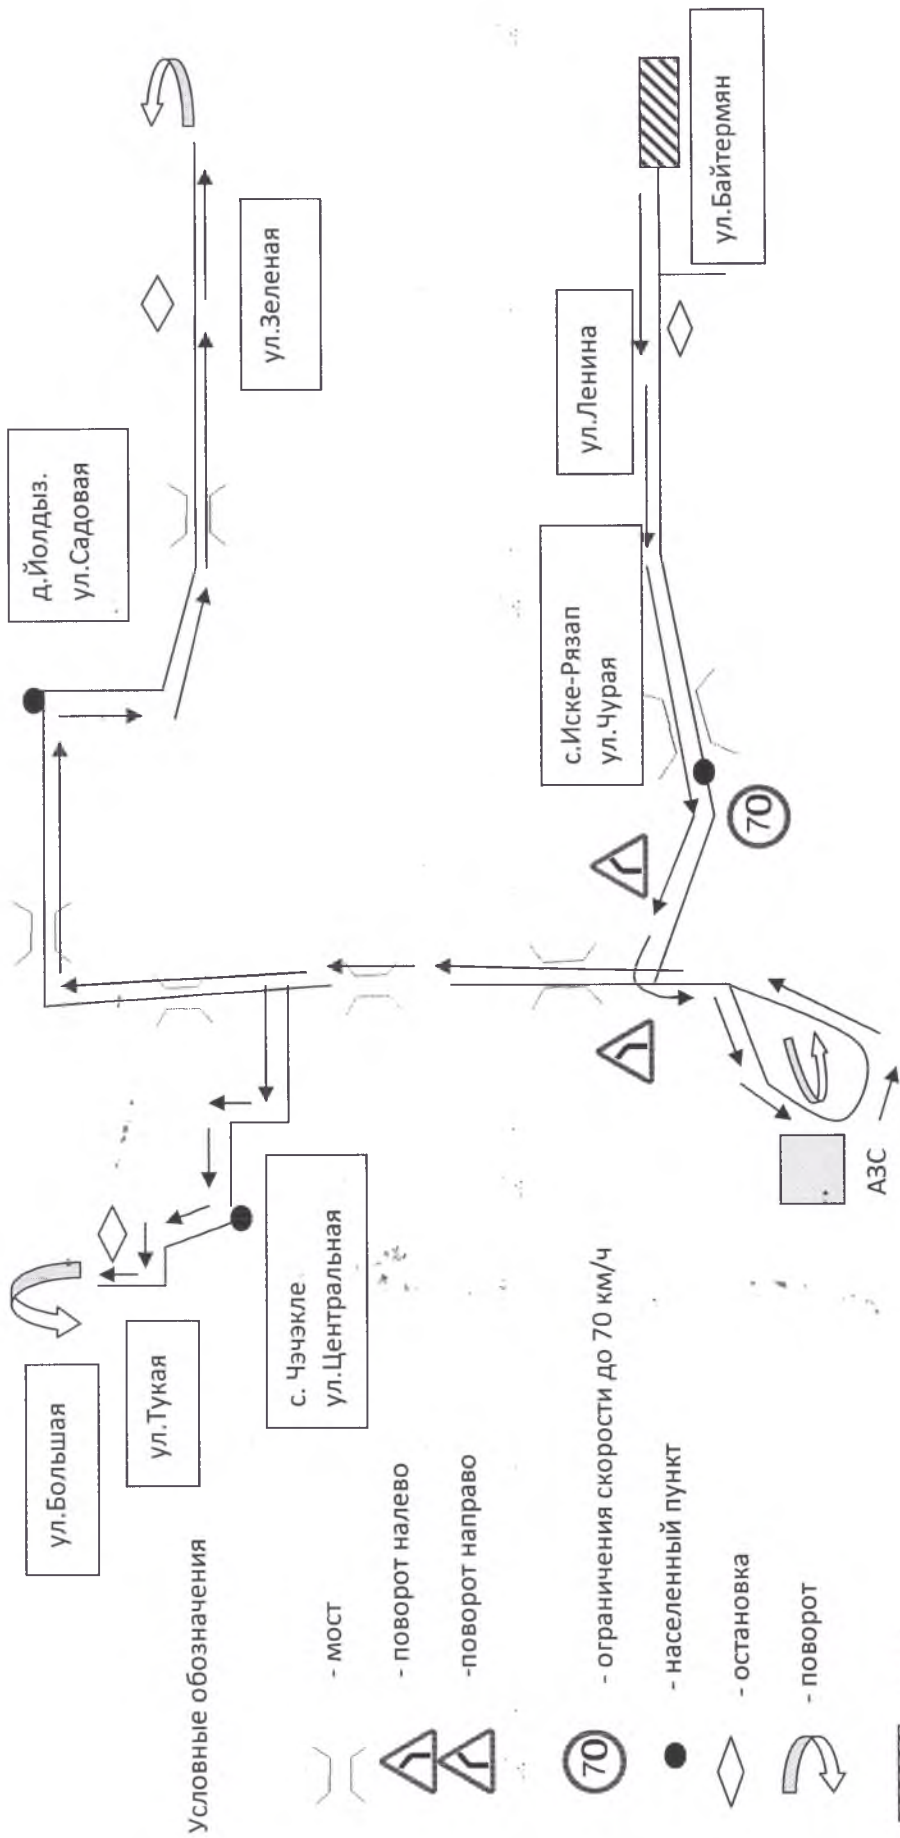 ул.Большая
ул.Тукая
с. Чэчэкле
ул.Центральная
д.Йолдыз.
ул.Садовая
ул.Зеленая
с.Иске-Рязап
ул.Чурая
ул.Ленина
ул.Байтермян
70
АЗС
Условные обозначения
- мост
- поворот налево
-поворот направо
70
- ограничения скорости до 70 км/ч
- населенный пункт
- остановка
- поворот